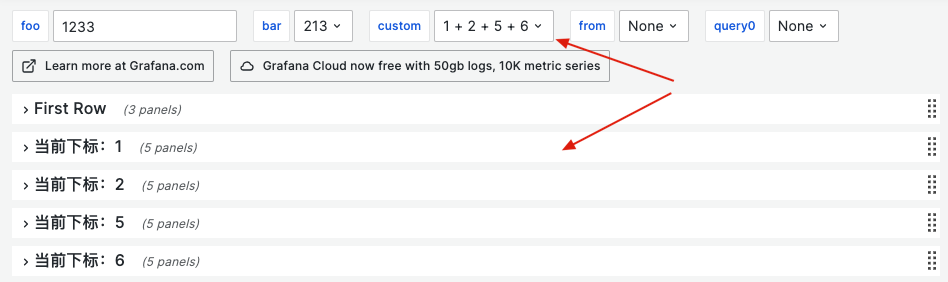 foo 1233 bar 213 custom 1 + 2 + 5 + 6 from None query0 None
Learn more at Grafana.com Grafana Cloud now free with 50gb logs, 10K metric series
First Row (3 panels)
当前下标：1 (5 panels)
当前下标：2 (5 panels)
当前下标：5 (5 panels)
当前下标：6 (5 panels)